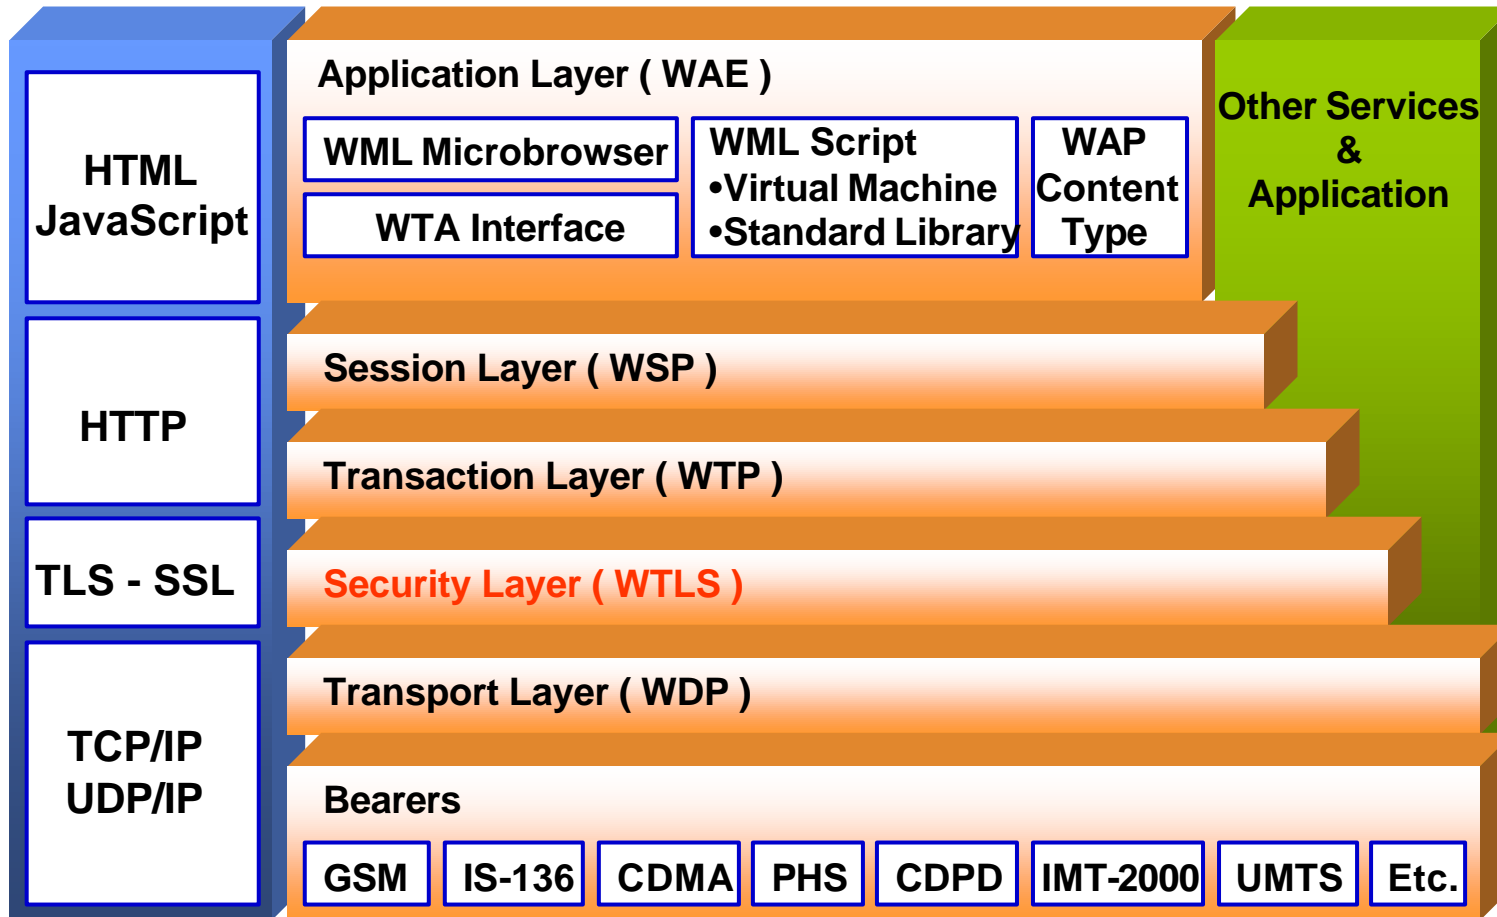 HTML
JavaScript
HTTP
TLS - SSL
TCP/IP
UDP/IP
Application Layer ( WAE )
WML Microbrowser
WTA Interface
WML Script
•Virtual Machine
•Standard Library
WAP
Content
Type
Session Layer ( WSP )
Transaction Layer ( WTP )
Security Layer ( WTLS )
Transport Layer ( WDP )
Bearers
GSM
IS-136
CDMA
PHS
CDPD
IMT-2000
UMTS
Etc.
Other Services
&
Application